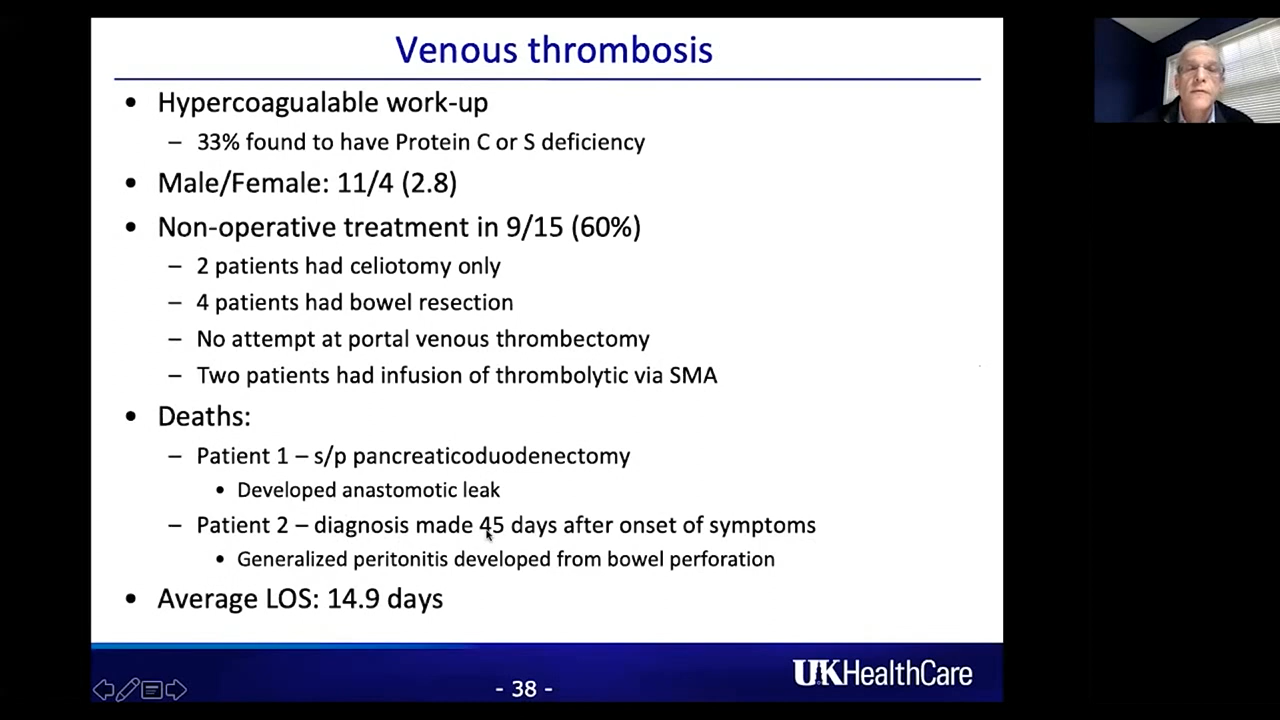 Venous thrombosis
• Hypercoagualable work-up
– 33% found to have Protein C or S deficiency
• Male/Female: 11/4 (2.8)
• Non-operative treatment in 9/15 (60%)
– 2 patients had celiotomy only
– 4 patients had bowel resection
– No attempt at portal venous thrombectomy
– Two patients had infusion of thrombolytic via SMA
• Deaths:
– Patient 1 – s/p pancreaticoduodenectomy
• Developed anastomotic leak
– Patient 2 – diagnosis made 45 days after onset of symptoms
• Generalized peritonitis developed from bowel perforation
• Average LOS: 14.9 days
- 38 -
UKHealthCare